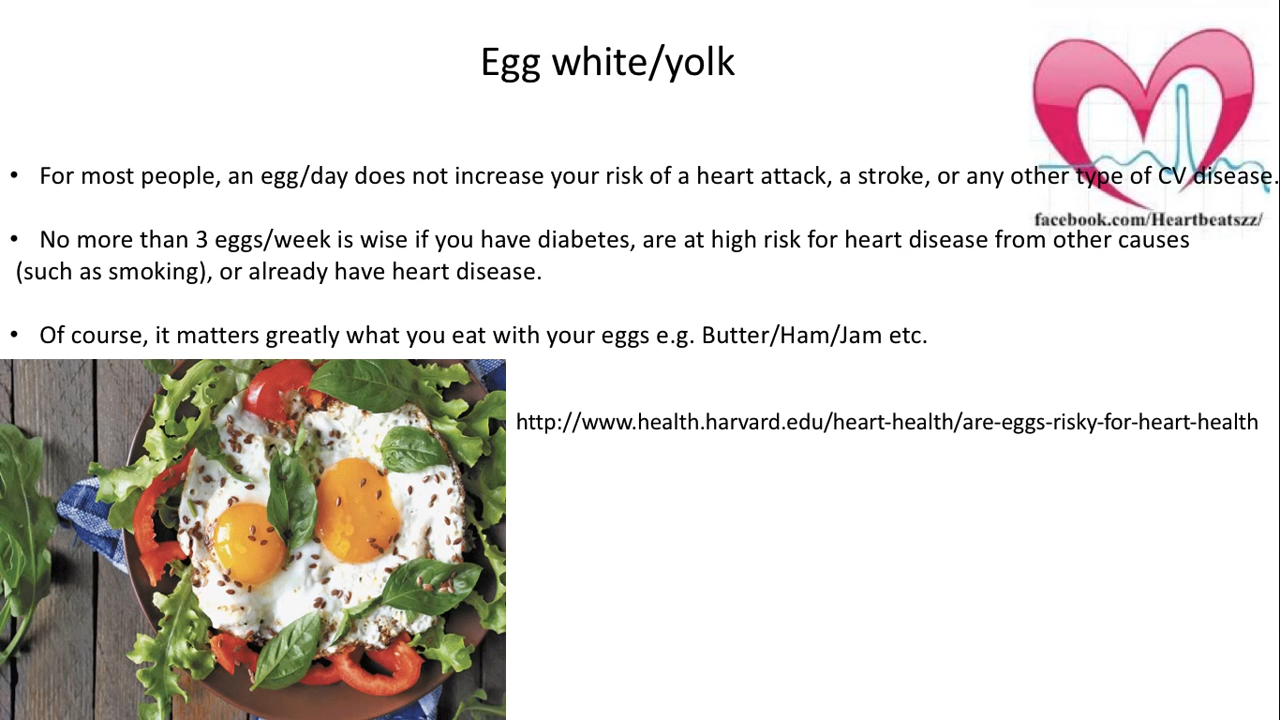 Egg white/yolk
• For most people, an egg/day does not increase your risk of a heart attack, a stroke, or any other type of CV disease.
facebook.com/Heartbeatszz/
• No more than 3 eggs/week is wise if you have diabetes, are at high risk for heart disease from other causes
(such as smoking), or already have heart disease.
• Of course, it matters greatly what you eat with your eggs e.g. Butter/Ham/Jam etc.
http://www.health.harvard.edu/heart-health/are-eggs-risky-for-heart-health